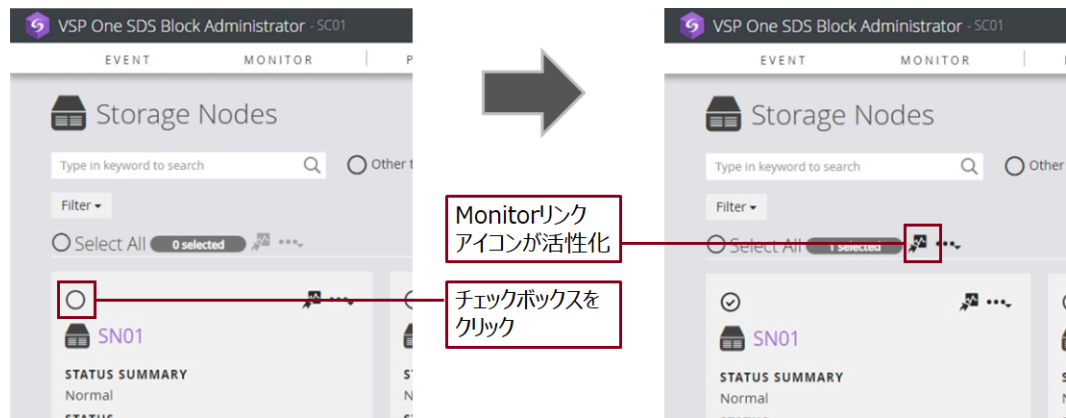 VSP One SDS Block Administrator - SC01
EVENT MONITOR P
Storage Nodes
Type in keyword to search
Other t
Filter
Select All 0 selected
SN01
STATUS SUMMARY
Normal
STATUS
S
N
Monitorリンク
アイコンが活性化
チェックボックスを
クリック
VSP One SDS Block Administrator - SC01
EVENT MONITOR
Storage Nodes
Type in keyword to search
Other
Filter
Select All 1 selected
SN01
STATUS SUMMARY
Normal
STATUS